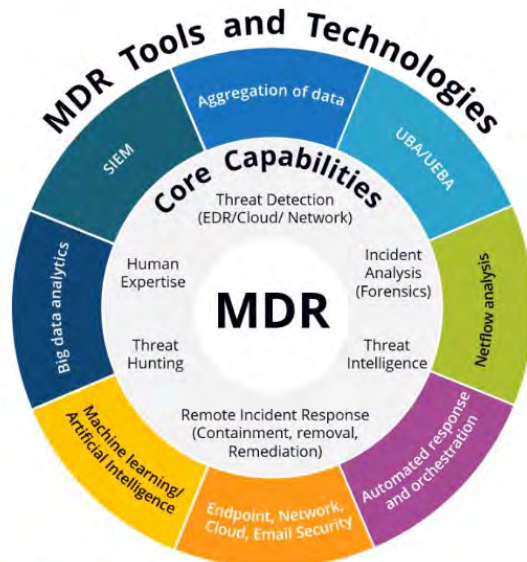 MDR Tools and Technologies
Aggregation of data
UBA/UEBA
Netflow analysis
Automated response
and orchestration
Endpoint, Network,
Cloud, Email Security
Machine learning/
Artificial Intelligence
Big data analytics
SIEM
Core Capabilities
Threat Detection
(EDR/Cloud/ Network)
Incident
Analysis
(Forensics)
Threat
Intelligence
Remote Incident Response
(Containment, removal,
Remediation)
Threat
Hunting
Human
Expertise
MDR